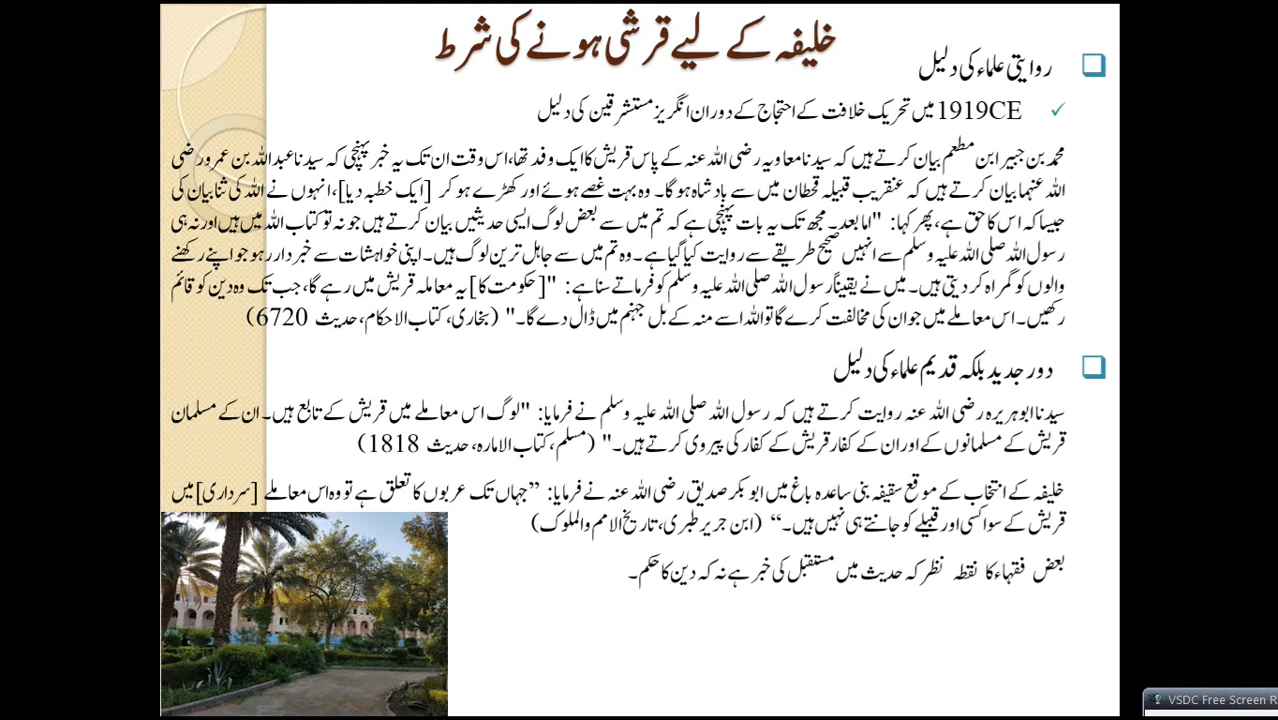 خلیفہ کے لیے قرشی ہونے کی شرط
روایتی علماء کی دلیل
1919CE میں تحریک خلافت کے احتجاج کے دوران انگریز مستشرقین کی دلیل
محمد بن جبیر ابن مطعم بیان کرتے ہیں کہ سیدنا معاویہ رضی اللہ عنہ کے پاس قریش کا ایک وفد تھا، اس وقت ان تک یہ خبر پہنچی کہ سیدنا عبداللہ بن عمرو رضی
اللہ عنہما بیان کرتے ہیں کہ عنقریب قبیلہ قحطان میں سے بادشاہ ہو گا۔ وہ بہت غصے ہوئے اور کھڑے ہو کر [ایک خطبہ دیا]، انہوں نے اللہ کی ثنا بیان کی
جیسا کہ اس کا حق ہے، پھر کہا: "اما بعد۔ مجھ تک یہ بات پہنچی ہے کہ تم میں سے بعض لوگ ایسی حدیثیں بیان کرتے ہیں جو نہ تو کتاب اللہ میں ہیں اور نہ ہی
رسول اللہ صلی اللہ علیہ وسلم سے انہیں صحیح طریقے سے روایت کیا گیا ہے۔ وہ تم میں سے جاہل ترین لوگ ہیں۔ اپنی خواہشات سے خبردار رہو جو اپنے رکھنے
والوں کو گمراہ کر دیتی ہیں۔ میں نے یقیناً رسول اللہ صلی اللہ علیہ وسلم کو فرماتے سنا ہے: "[حکومت کا] یہ معاملہ قریش میں رہے گا، جب تک وہ دین کو قائم
رکھیں۔ اس معاملے میں جو ان کی مخالفت کرے گا تو اللہ اسے منہ کے بل جہنم میں ڈال دے گا۔" (بخاری، کتاب الاحکام، حدیث 6720)
دور جدید بلکہ قدیم علماء کی دلیل
سیدنا ابوہریرہ رضی اللہ عنہ روایت کرتے ہیں کہ رسول اللہ صلی اللہ علیہ وسلم نے فرمایا: "لوگ اس معاملے میں قریش کے تابع ہیں۔ ان کے مسلمان
قریش کے مسلمانوں کے اور ان کے کفار قریش کے کفار کی پیروی کرتے ہیں۔" (مسلم، کتاب الامارہ، حدیث 1818)
خلیفہ کے انتخاب کے موقع سقیفہ بنی ساعدہ باغ میں ابو بکر صدیق رضی اللہ عنہ نے فرمایا: ”جہاں تک عربوں کا تعلق ہے تو وہ اس معاملے [سرداری] میں
قریش کے سوا کسی اور قبیلے کو جانتے ہی نہیں ہیں۔“ (ابن جریر طبری، تاریخ الامم والملوک)
بعض فقہاء کا نقطہ نظر کہ حدیث میں مستقبل کی خبر ہے نہ کہ دین کا حکم۔
VSDC Free Screen R